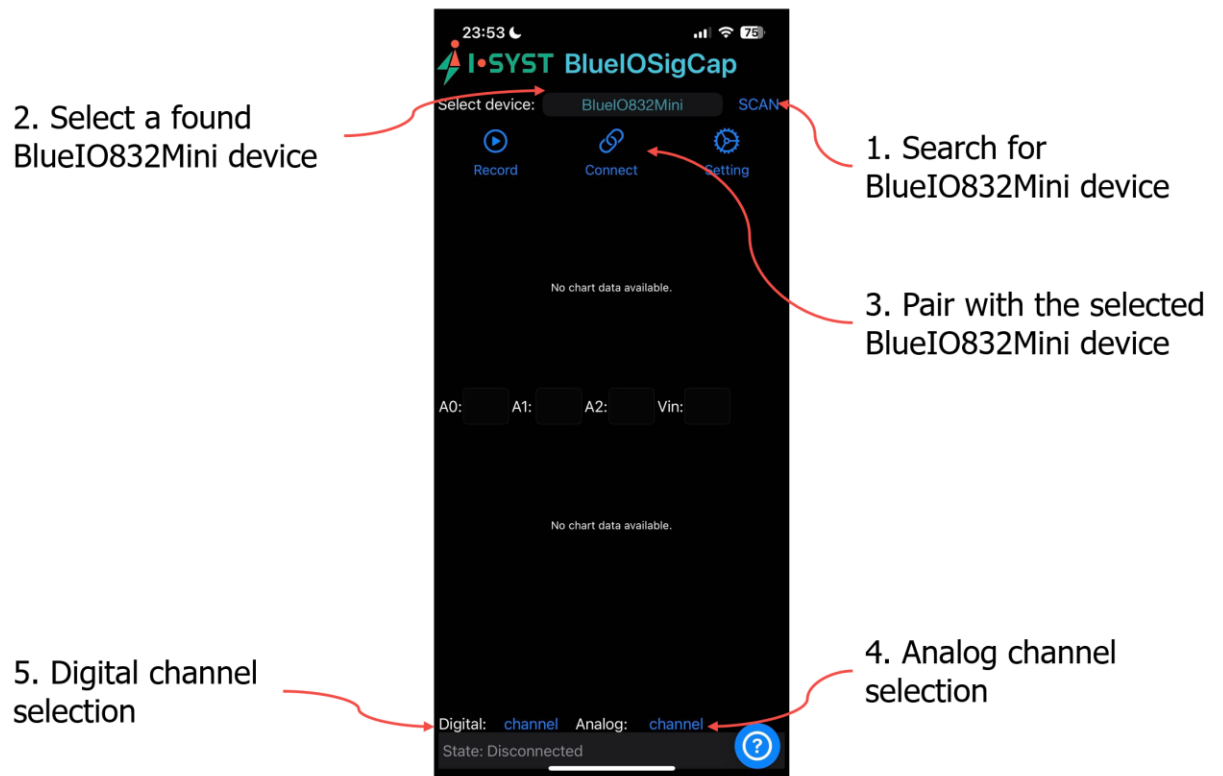 23:53
75
I•SYST BlueIOSigCap
Select device: BlueIO832Mini SCAN
Record Connect Setting
No chart data available.
A0: A1: A2: Vin:
No chart data available.
Digital: channel Analog: channel
State: Disconnected
?
1. Search for
BlueIO832Mini device
2. Select a found
BlueIO832Mini device
3. Pair with the selected
BlueIO832Mini device
4. Analog channel
selection
5. Digital channel
selection